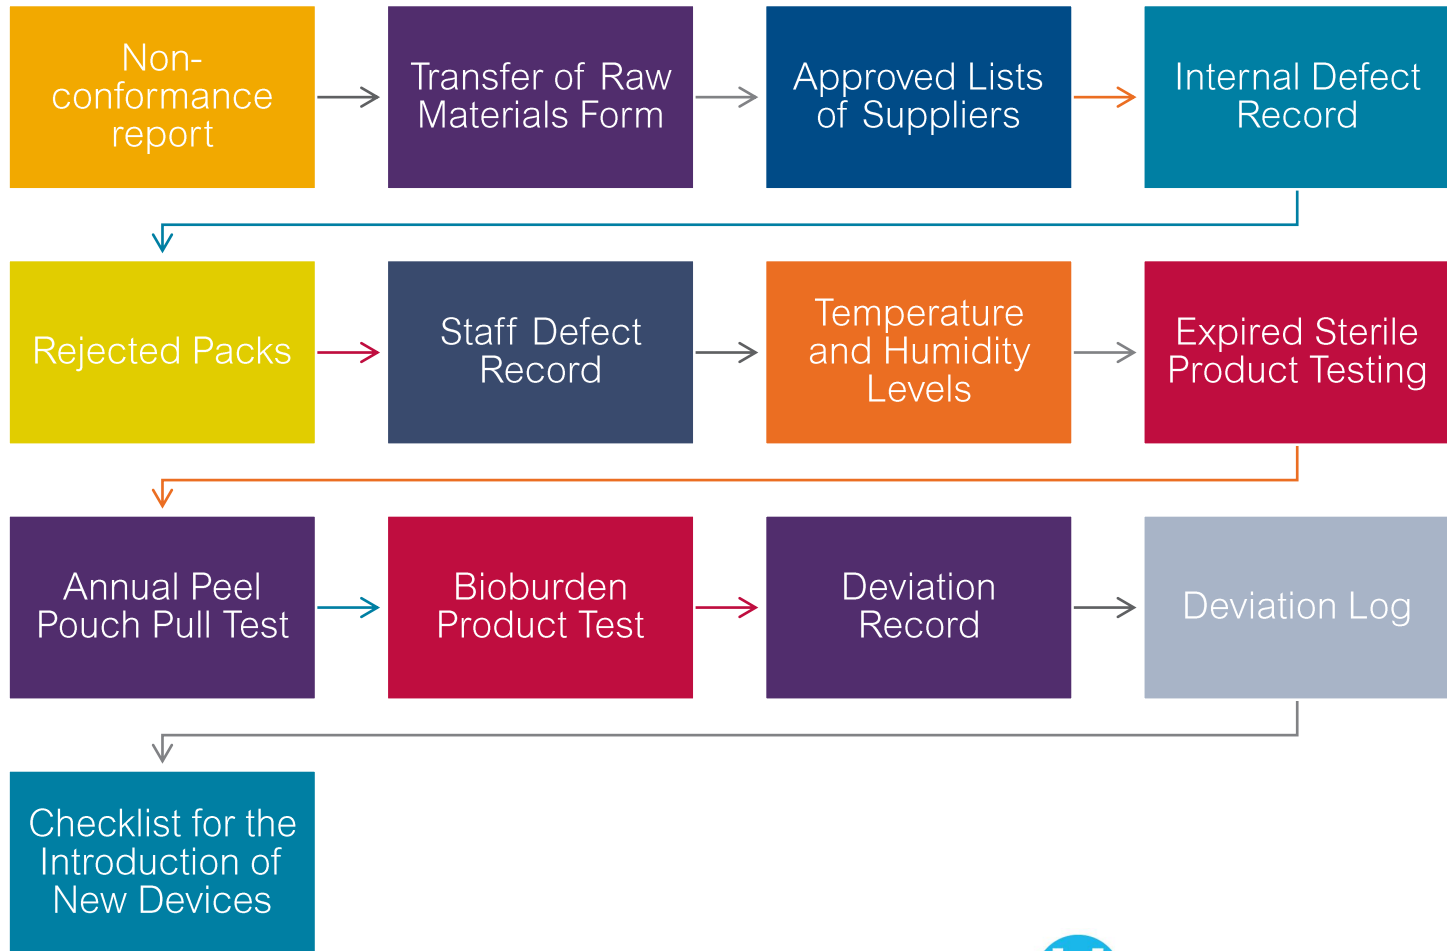 Non-
conformance
report
Transfer of Raw
Materials Form
Approved Lists
of Suppliers
Internal Defect
Record
Rejected Packs
Staff Defect
Record
Temperature
and Humidity
Levels
Expired Sterile
Product Testing
Annual Peel
Pouch Pull Test
Bioburden
Product Test
Deviation
Record
Deviation Log
Checklist for the
Introduction of
New Devices